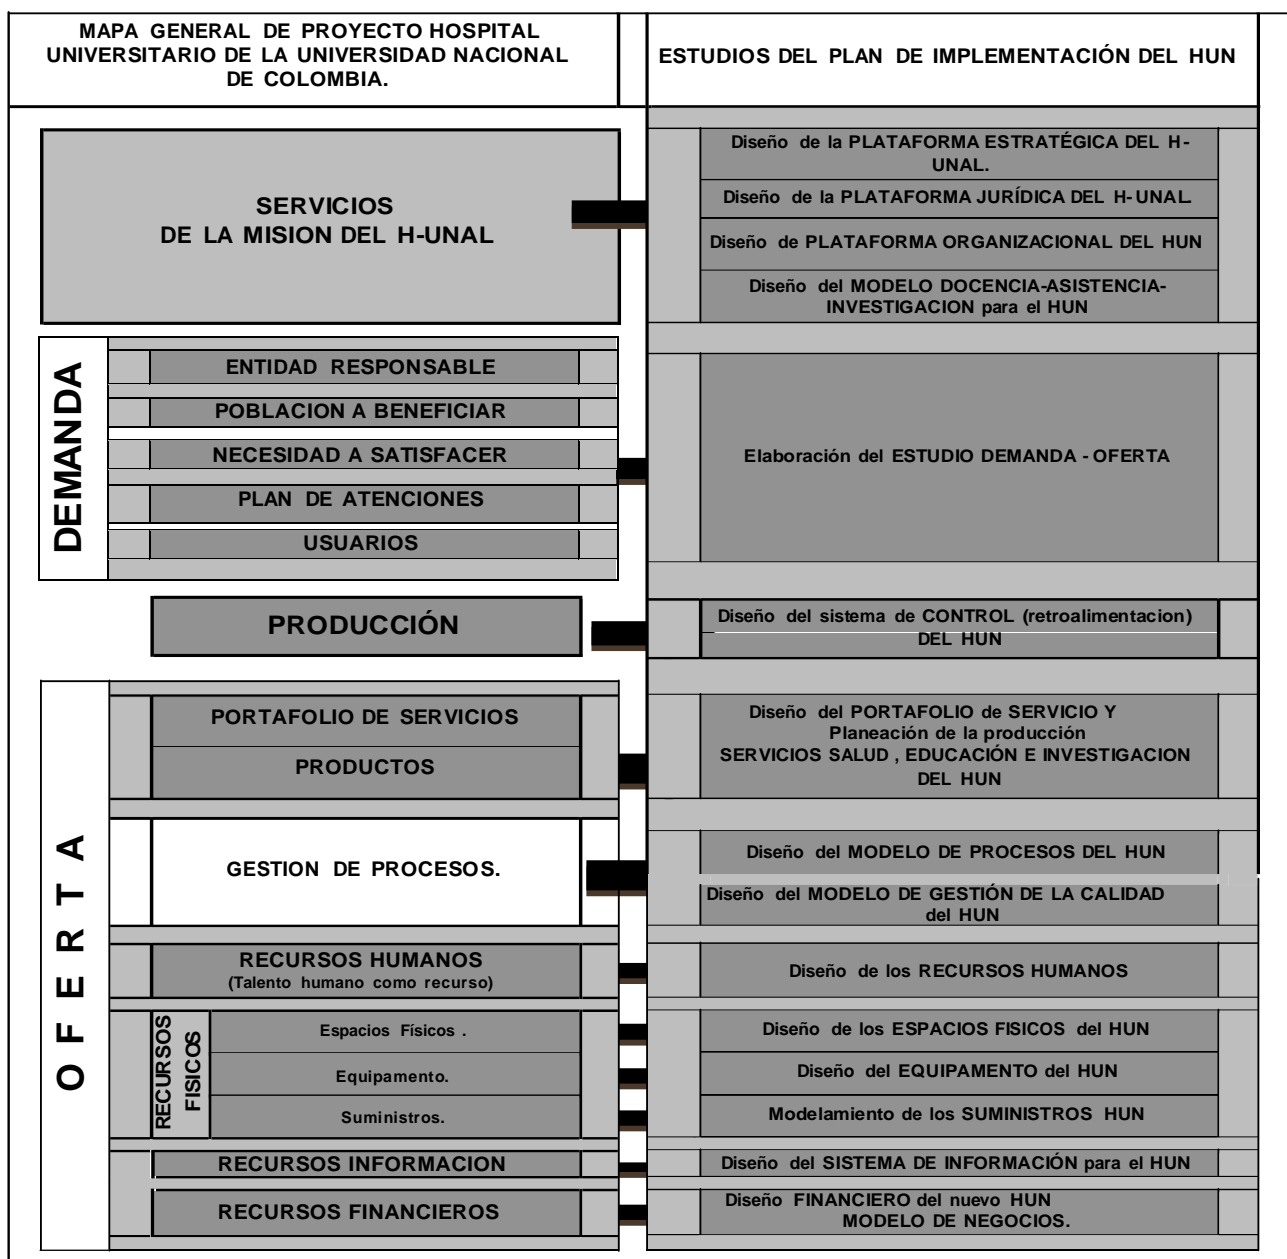 MAPA GENERAL DE PROYECTO HOSPITAL
UNIVERSITARIO DE LA UNIVERSIDAD NACIONAL
DE COLOMBIA.
ESTUDIOS DEL PLAN DE IMPLEMENTACIÓN DEL HUN
SERVICIOS
DE LA MISION DEL H-UNAL
Diseño de la PLATAFORMA ESTRATÉGICA DEL H-
UNAL.
Diseño de la PLATAFORMA JURÍDICA DEL H-UNAL.
Diseño de PLATAFORMA ORGANIZACIONAL DEL HUN
Diseño del MODELO DOCENCIA-ASISTENCIA-
INVESTIGACION para el HUN
DEMANDA
ENTIDAD RESPONSABLE
POBLACION A BENEFICIAR
NECESIDAD A SATISFACER
PLAN DE ATENCIONES
USUARIOS
Elaboración del ESTUDIO DEMANDA - OFERTA
PRODUCCIÓN
Diseño del sistema de CONTROL (retroalimentacion)
DEL HUN
OFERTA
PORTAFOLIO DE SERVICIOS
PRODUCTOS
Diseño del PORTAFOLIO de SERVICIO Y
Planeación de la producción
SERVICIOS SALUD , EDUCACIÓN E INVESTIGACION
DEL HUN
GESTION DE PROCESOS.
Diseño del MODELO DE PROCESOS DEL HUN
Diseño del MODELO DE GESTIÓN DE LA CALIDAD
del HUN
RECURSOS HUMANOS
(Talento humano como recurso)
Diseño de los RECURSOS HUMANOS
RECURSOS
FISICOS
Espacios Físicos .
Diseño de los ESPACIOS FISICOS del HUN
Equipamento.
Diseño del EQUIPAMENTO del HUN
Suministros.
Modelamiento de los SUMINISTROS HUN
RECURSOS INFORMACION
Diseño del SISTEMA DE INFORMACIÓN para el HUN
RECURSOS FINANCIEROS
Diseño FINANCIERO del nuevo HUN
MODELO DE NEGOCIOS.